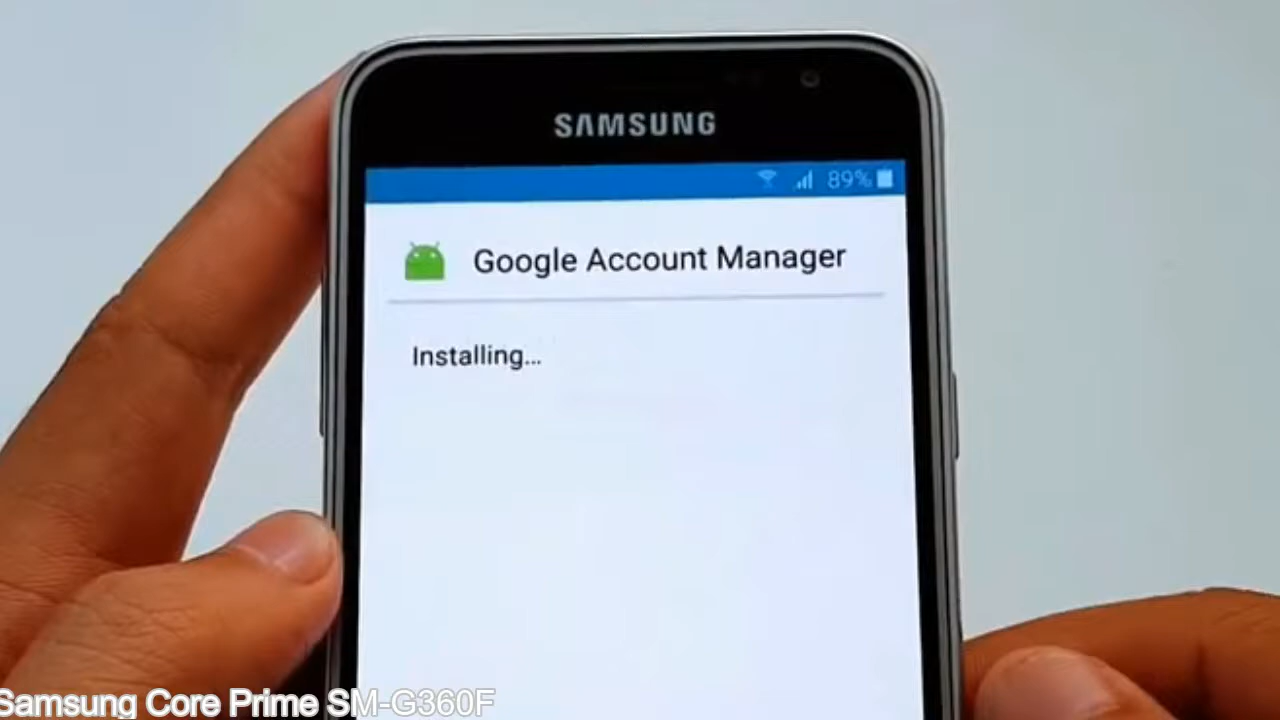 SAMSUNG
89%
Google Account Manager
Installing...
Samsung Core Prime SM-G360F